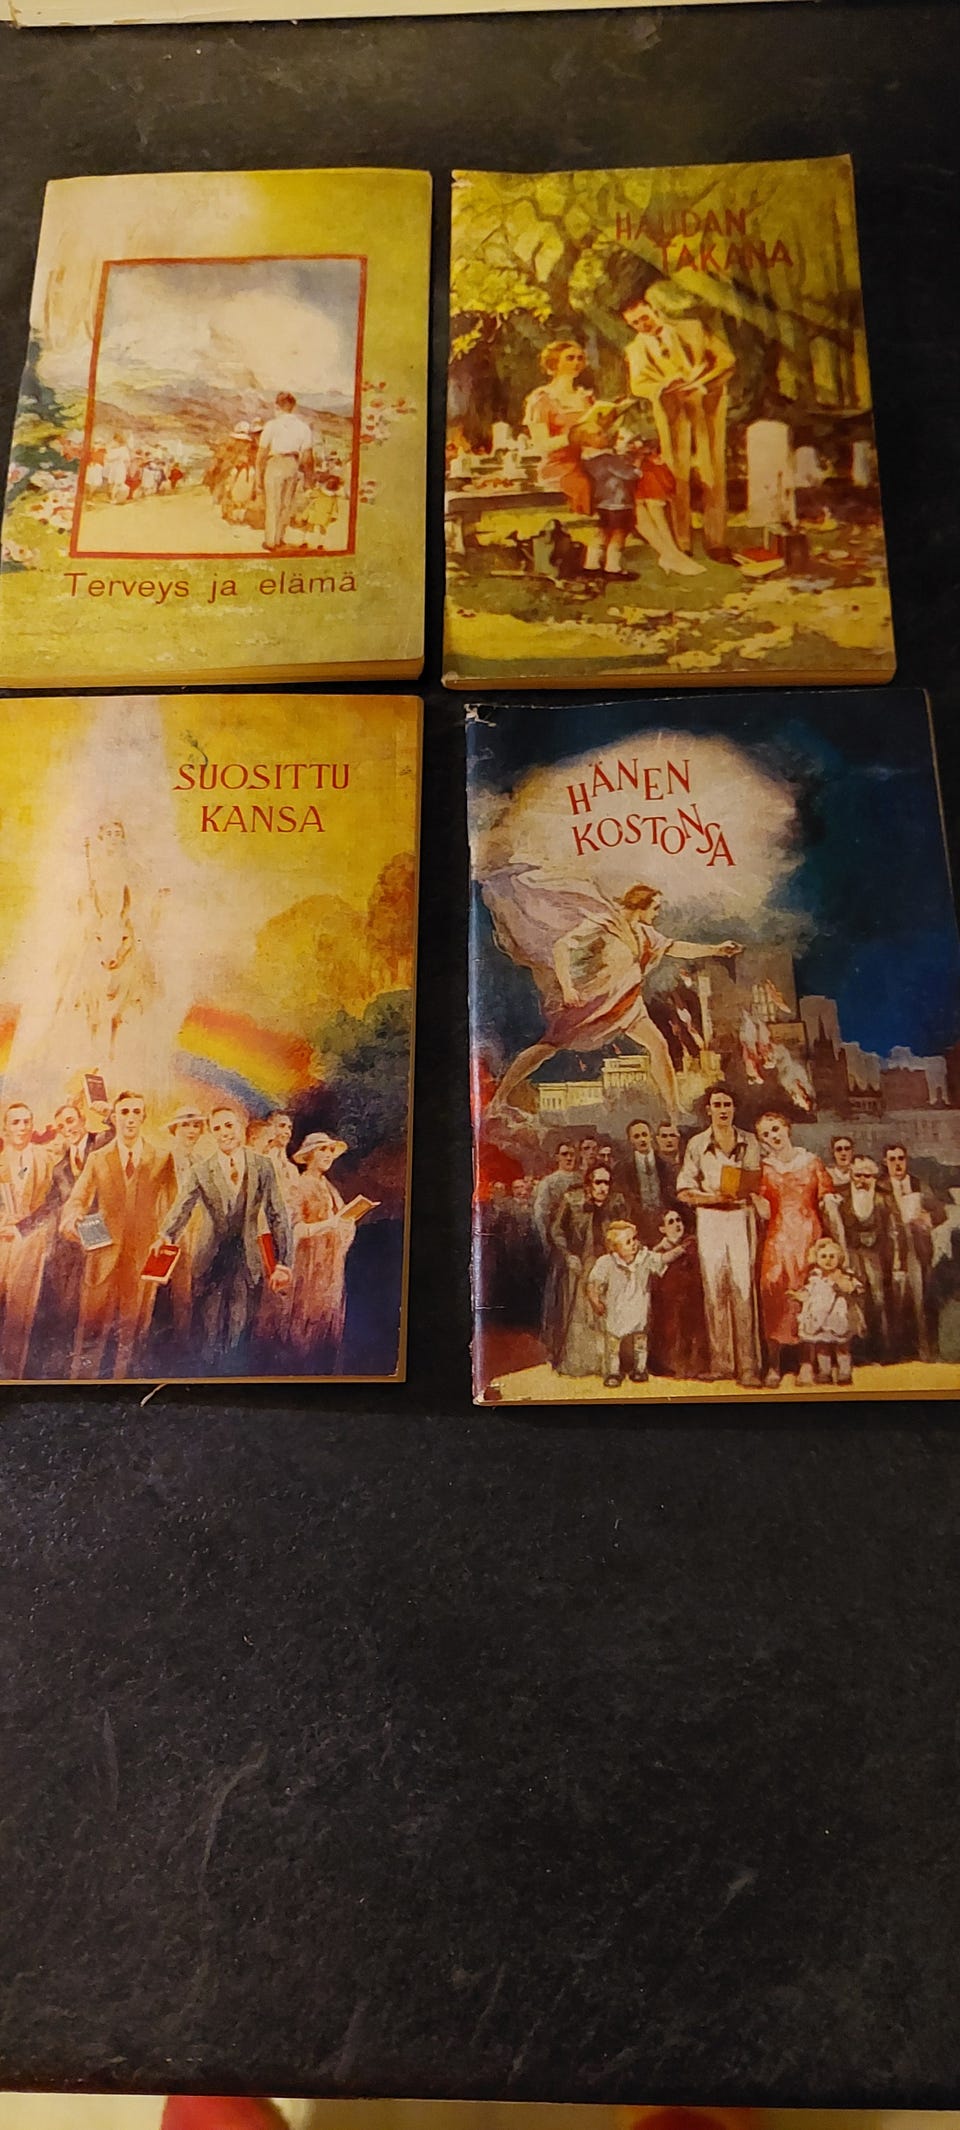 Terveys ja elämä
HAUDAN
TAKANA
SUOSITTU
KANSA
HÄNEN
KOSTONSA